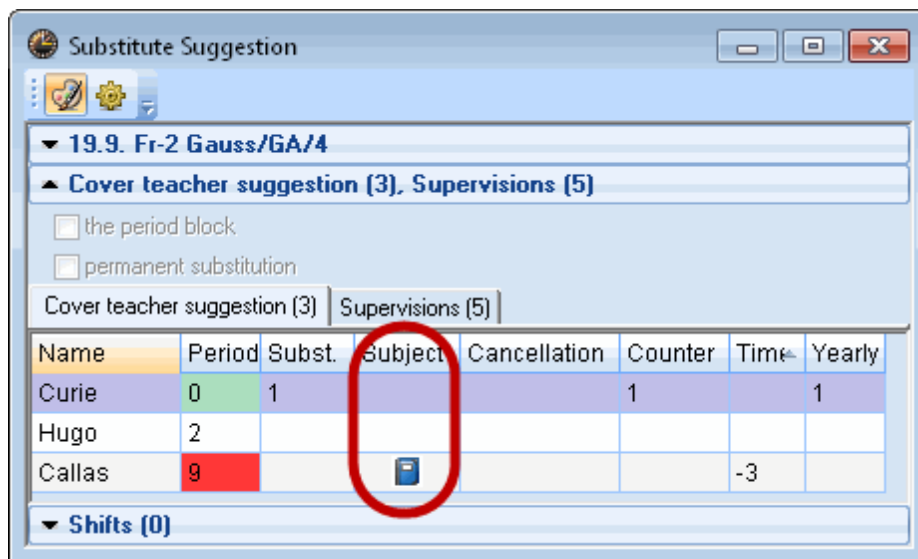 Substitute Suggestion
19.9. Fr-2 Gauss/GA/4
Cover teacher suggestion (3), Supervisions (5)
the period block
permanent substitution
Cover teacher suggestion (3) Supervisions (5)
Name Period Subst. Subject Cancellation Counter Time Yearly
Curie 0 1 1 1
Hugo 2
Callas 9 -3
Shifts (0)